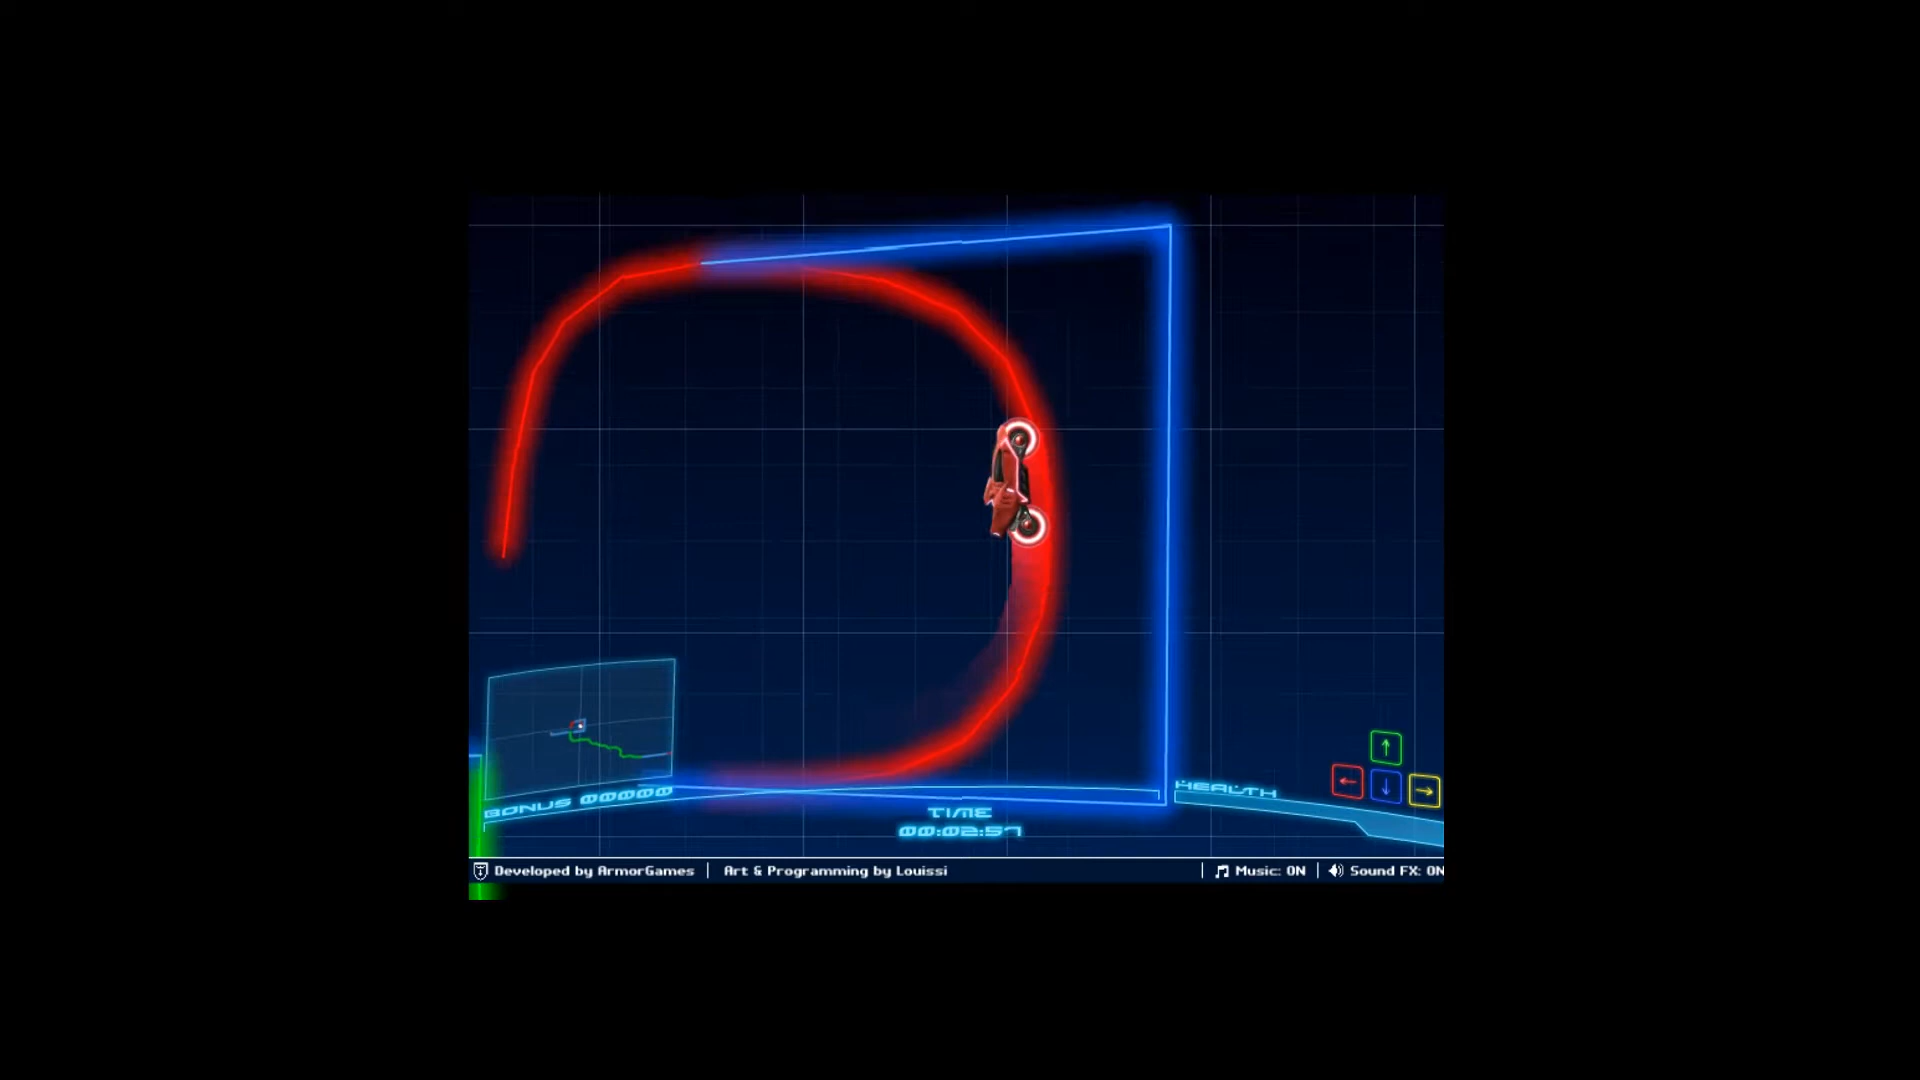 BONUS 00000
TIME
00:02:57
HEALTH
Developed by ArmorGames | Art & Programming by Louissi | Music: ON | Sound FX: ON